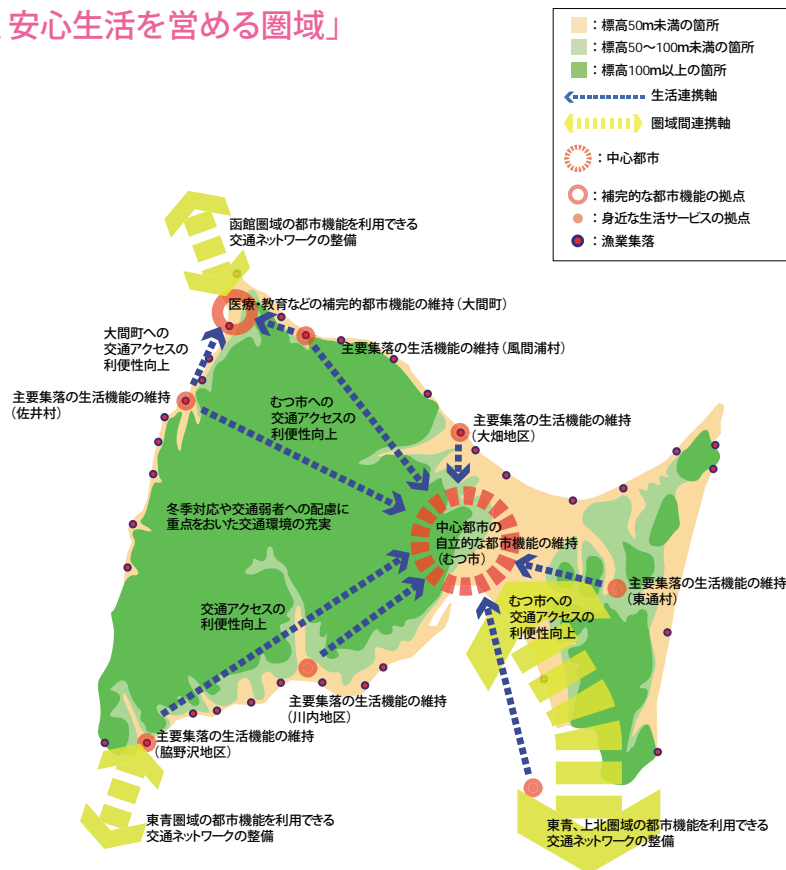 安心生活を営める圏域」
：標高50m未満の箇所
：標高50～100m未満の箇所
：標高100m以上の箇所
生活連携軸
圏域間連携軸
：中心都市
：補完的な都市機能の拠点
：身近な生活サービスの拠点
：漁業集落
函館圏域の都市機能を利用できる
交通ネットワークの整備
医療・教育などの補完的都市機能の維持（大間町）
大間町への
交通アクセスの
利便性向上
主要集落の生活機能の維持（風間浦村）
主要集落の生活機能の維持
（佐井村）
むつ市への
交通アクセスの
利便性向上
主要集落の生活機能の維持
（大畑地区）
冬季対応や交通弱者への配慮に
重点をおいた交通環境の充実
中心都市の
自立的な都市機能の維持
（むつ市）
主要集落の生活機能の維持
（東通村）
交通アクセスの
利便性向上
むつ市への
交通アクセスの
利便性向上
主要集落の生活機能の維持
（川内地区）
主要集落の生活機能の維持
（脇野沢地区）
東青圏域の都市機能を利用できる
交通ネットワークの整備
東青、上北圏域の都市機能を利用できる
交通ネットワークの整備